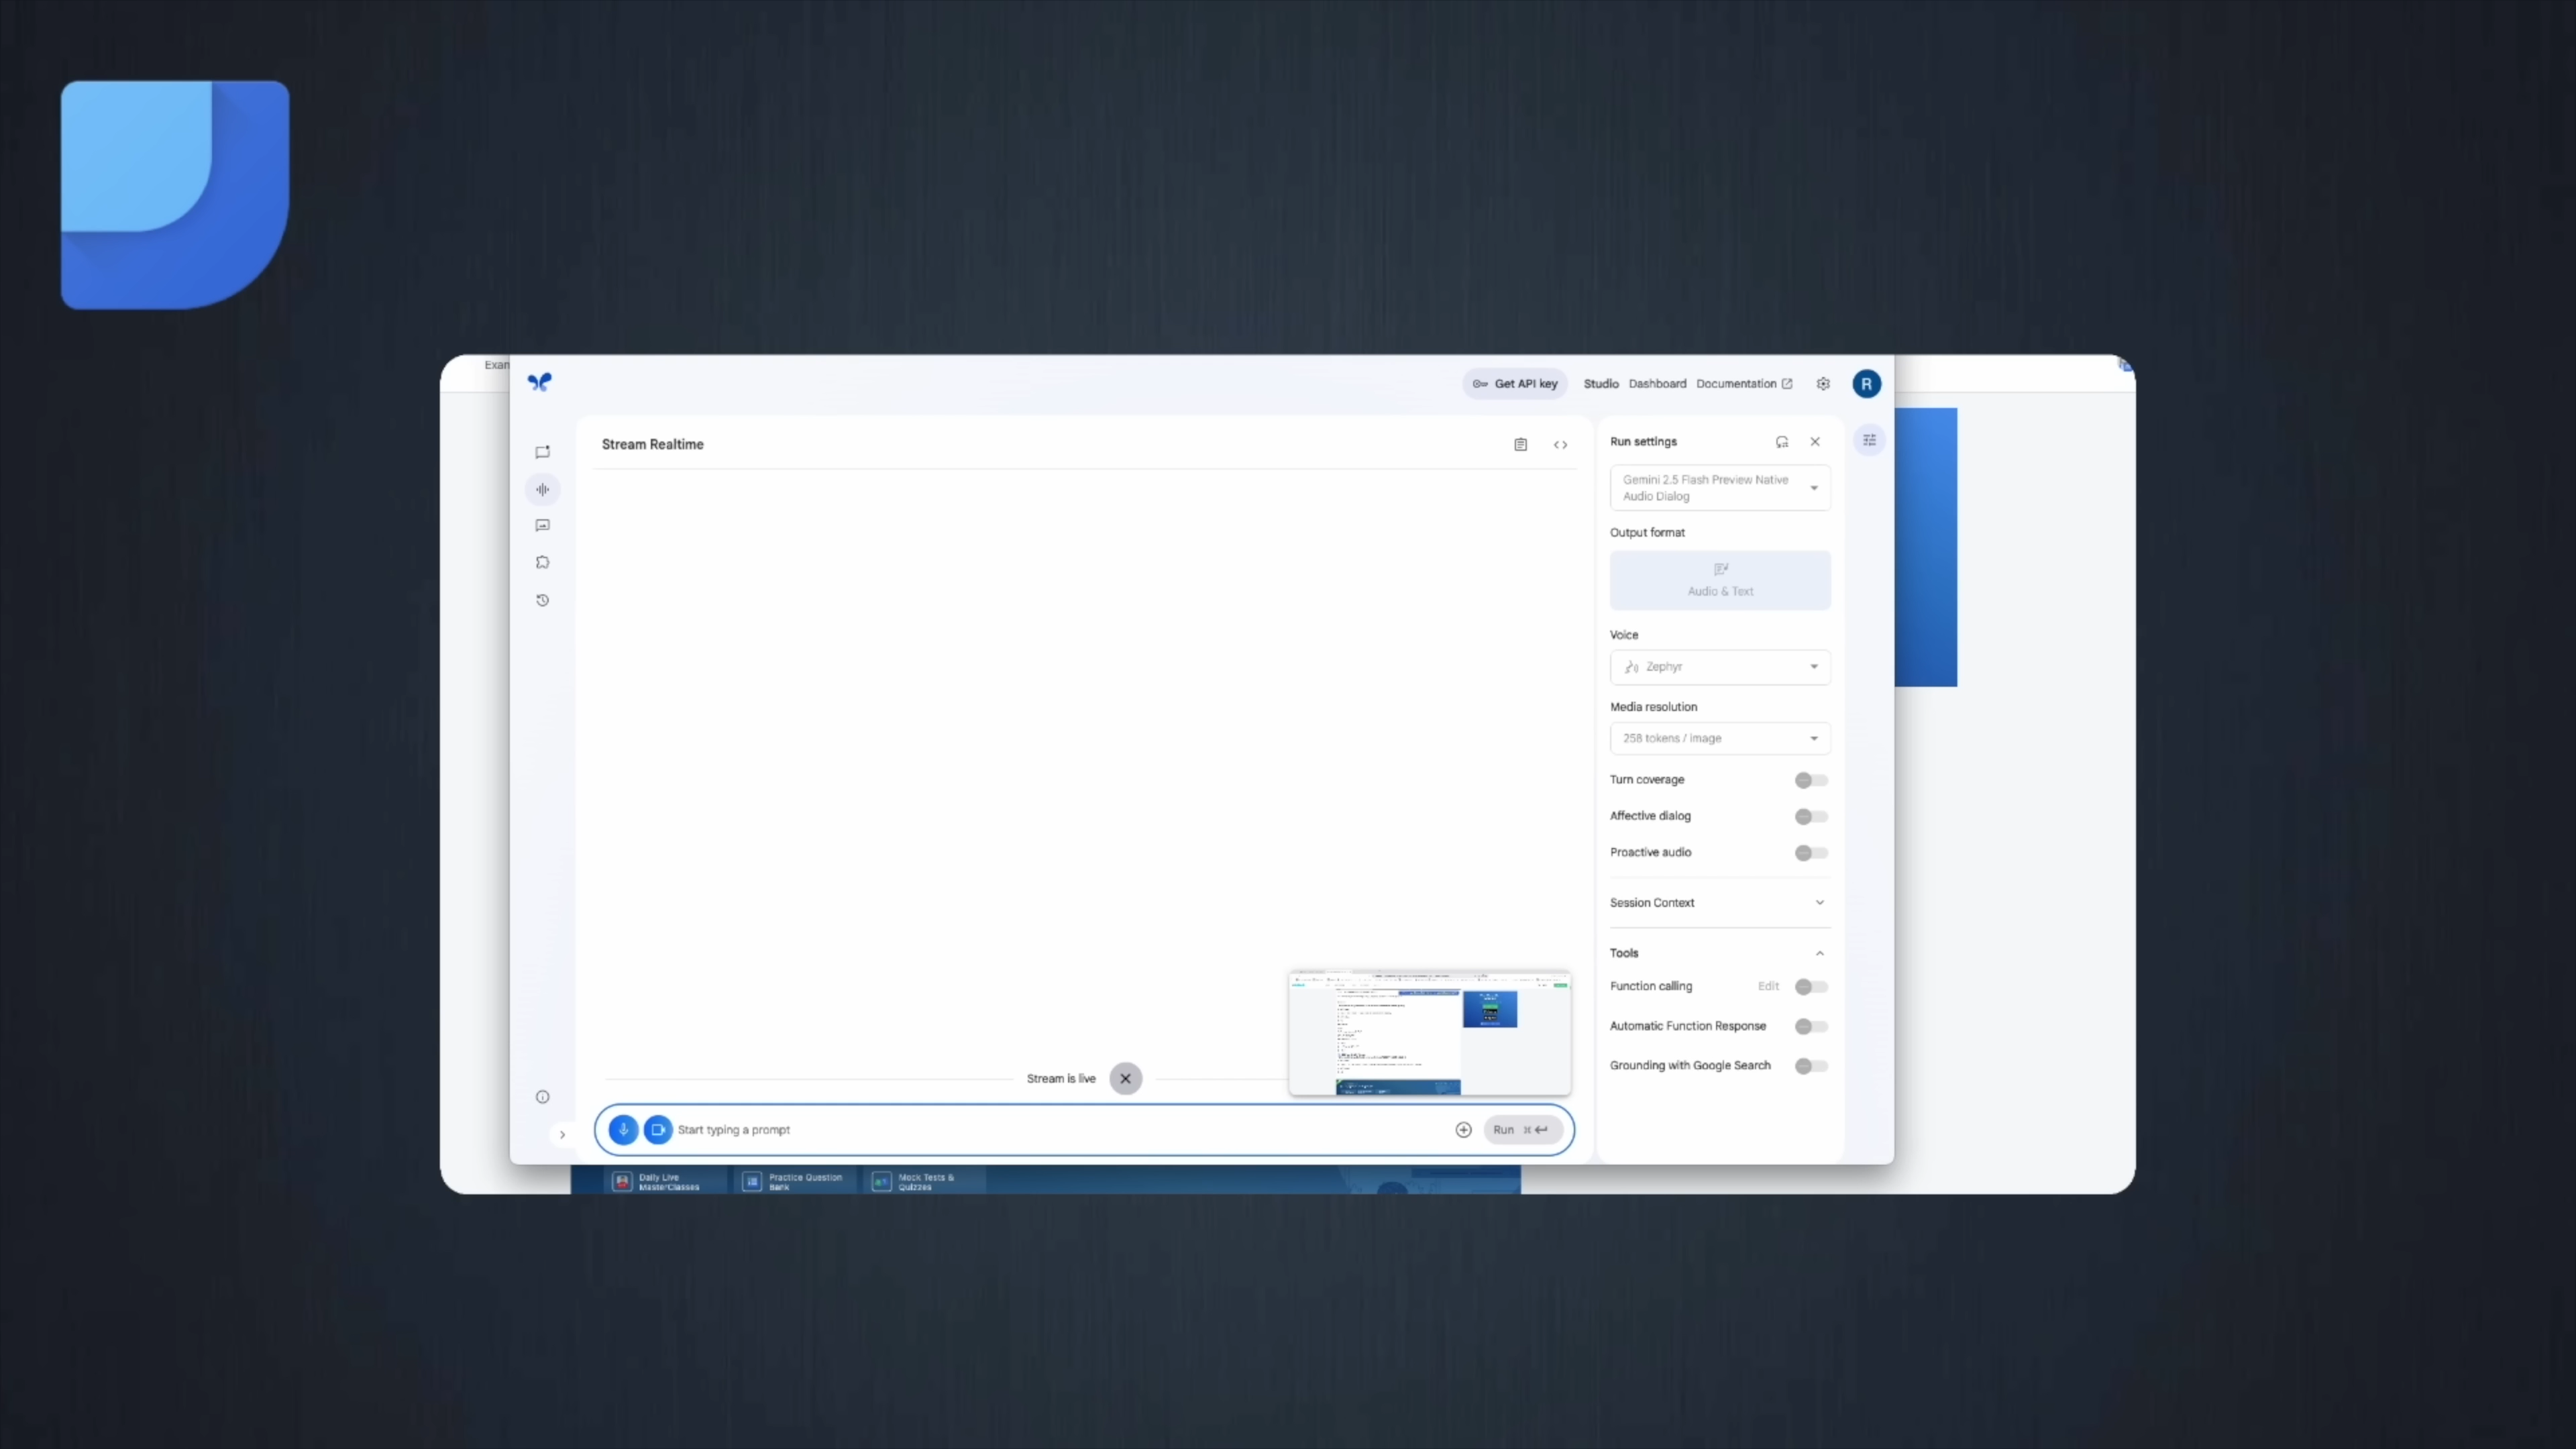 Exan
Get API key
Studio
Dashboard
Documentation
R
Stream Realtime
Run settings
Gemini 2.5 Flash Preview Native
Audio Dialog
Output format
Audio & Text
Voice
Zephyr
Media resolution
258 tokens / image
Turn coverage
Affective dialog
Proactive audio
Session Context
Tools
Function calling
Edit
Automatic Function Response
Grounding with Google Search
Stream is live
Start typing a prompt
Run ⌘↵
Daily Live
MasterClasses
Practice Question
Bank
Mock Tests &
Quizzes